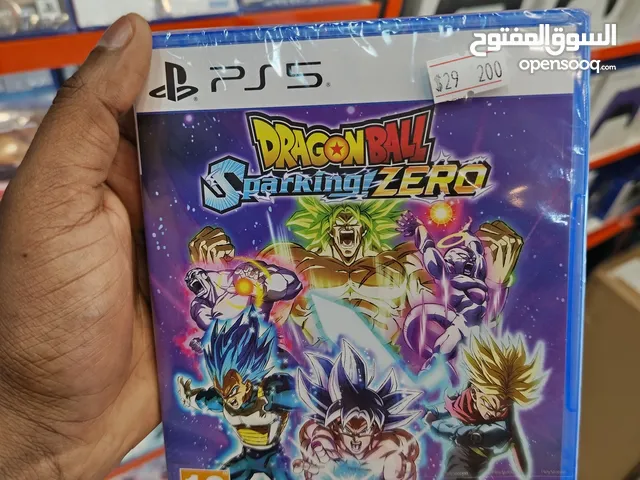 السوق المفتوح
opensooq.com
PS5
$29 200
DRAGON BALL
Sparking! ZERO